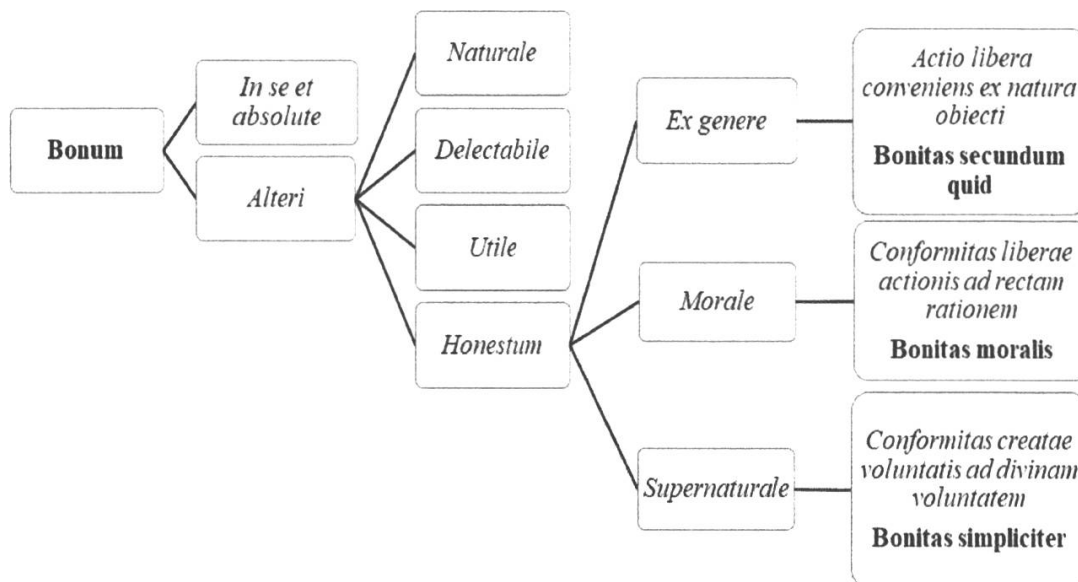 Bonum
In se et
absolute
Alteri
Naturale
Delectabile
Utile
Honestum
Ex genere
Morale
Supernaturale
Actio libera
conveniens ex natura
obiecti
Bonitas secundum
quid
Conformitas liberae
actionis ad rectam
rationem
Bonitas moralis
Conformitas creatae
voluntatis ad divinam
voluntatem
Bonitas simpliciter